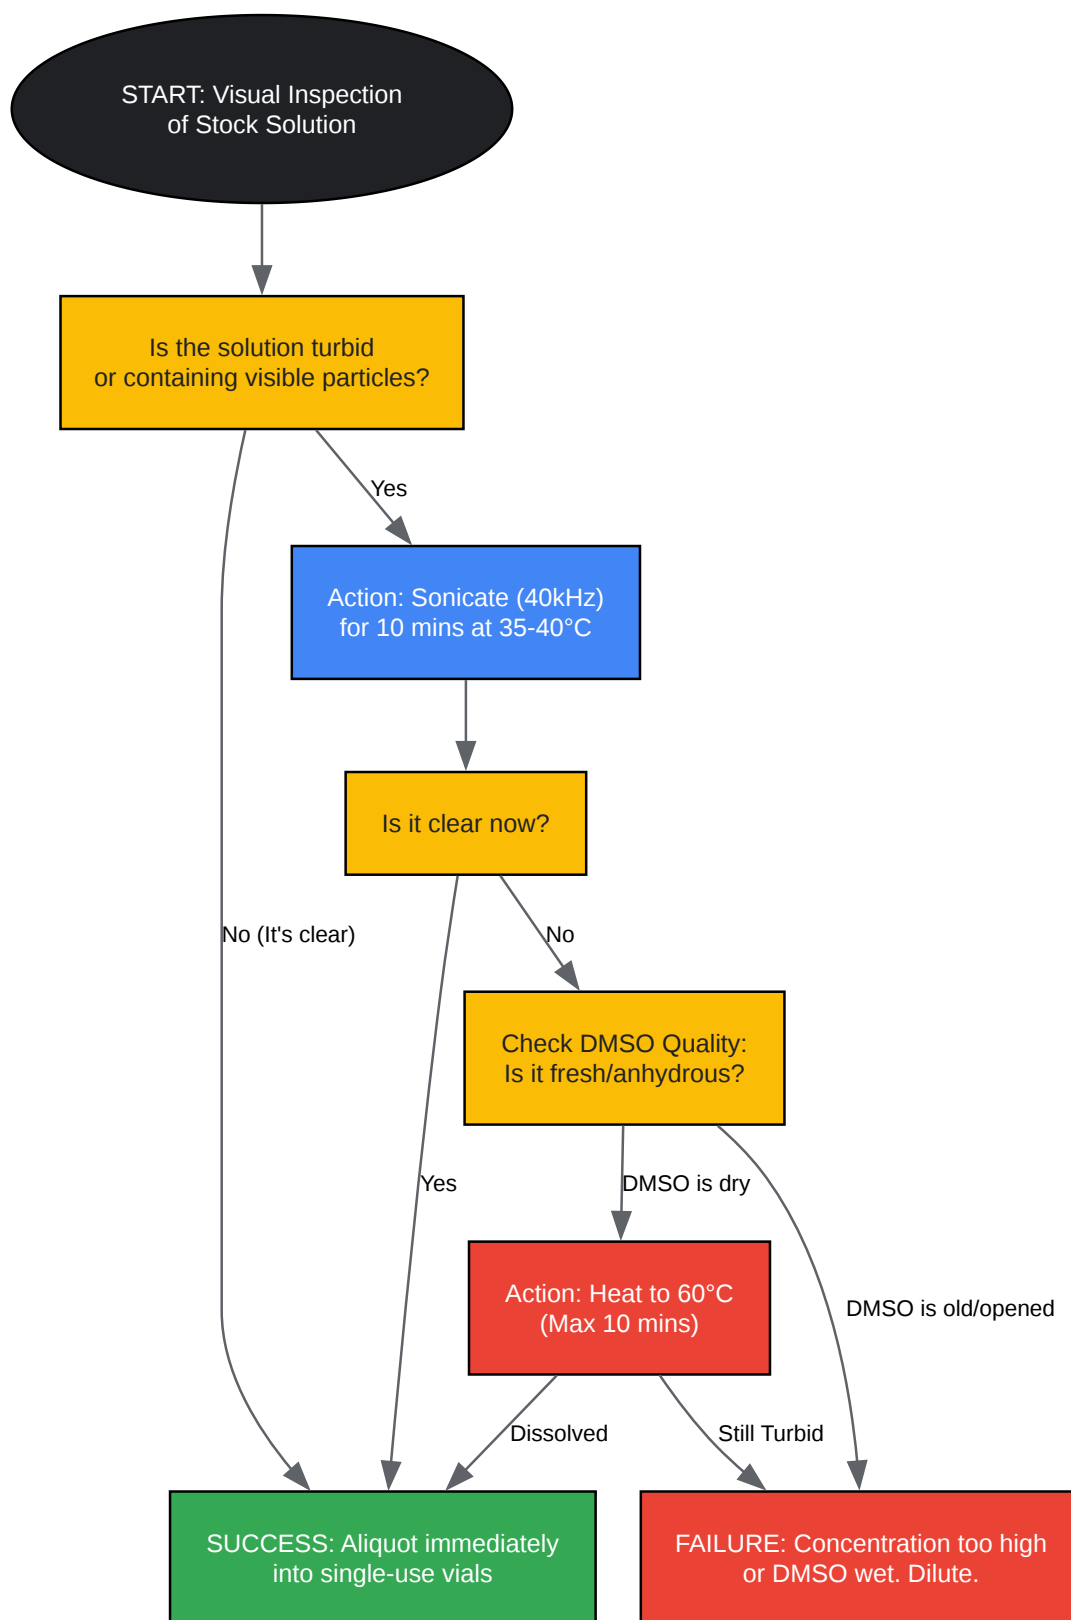 START: Visual Inspection
of Stock Solution
Is the solution turbid
or containing visible particles?
Yes
Action: Sonicate (40kHz)
for 10 mins at 35-40°C
Is it clear now?
No (It's clear)
No
Check DMSO Quality:
Is it fresh/anhydrous?
Yes
DMSO is dry
Action: Heat to 60°C
(Max 10 mins)
DMSO is old/opened
Dissolved
Still Turbid
SUCCESS: Aliquot immediately
into single-use vials
FAILURE: Concentration too high
or DMSO wet. Dilute.